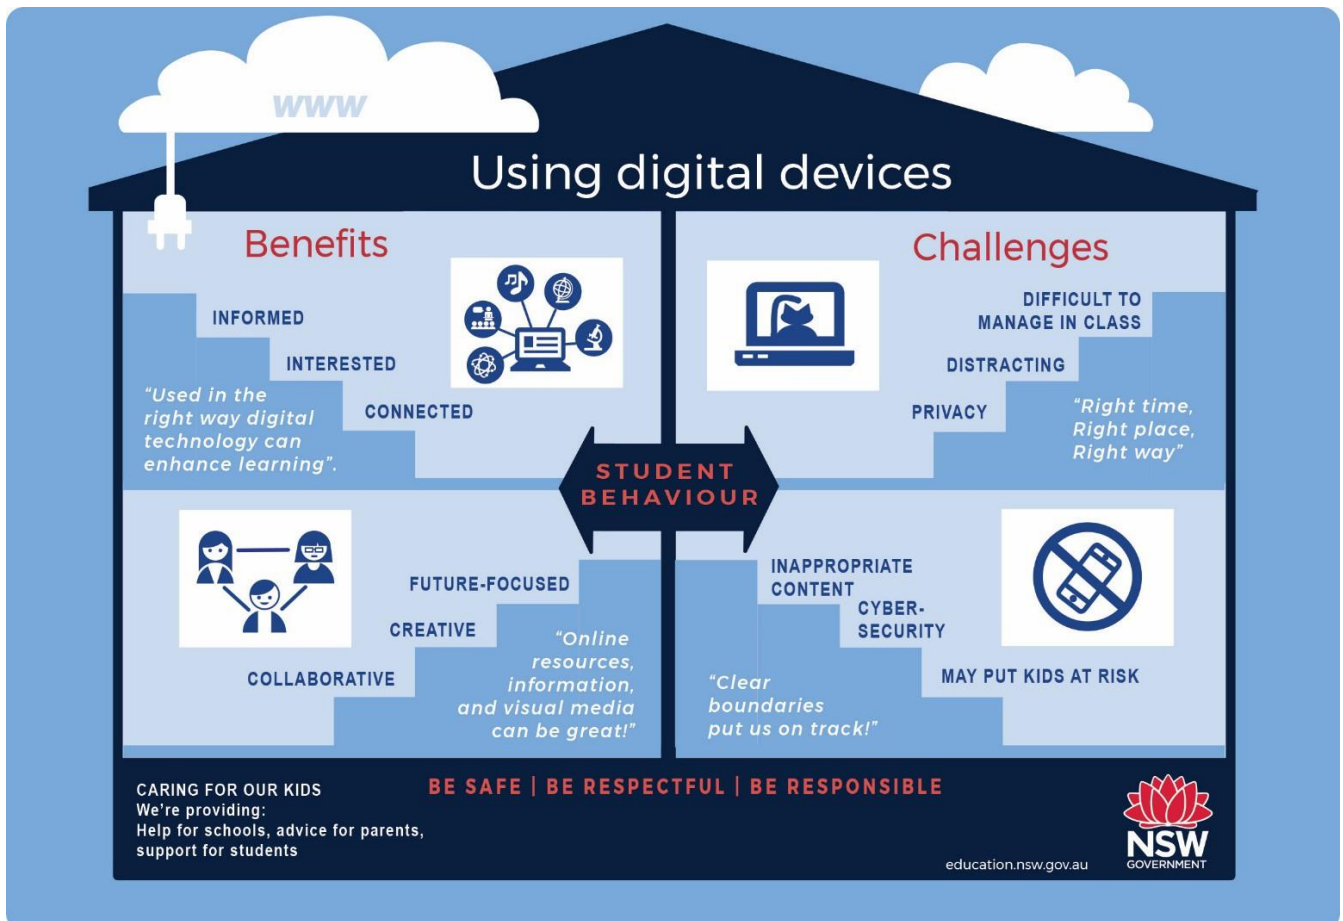 www
Using digital devices
Benefits
INFORMED
INTERESTED
CONNECTED
"Used in the
right way digital
technology can
enhance learning".
Challenges
DIFFICULT TO
MANAGE IN CLASS
DISTRACTING
PRIVACY
"Right time,
Right place,
Right way"
STUDENT
BEHAVIOUR
FUTURE-FOCUSED
CREATIVE
COLLABORATIVE
"Online
resources,
information,
and visual media
can be great!"
INAPPROPRIATE
CONTENT
CYBER-
SECURITY
MAY PUT KIDS AT RISK
"Clear
boundaries
put us on track!"
CARING FOR OUR KIDS
We're providing:
Help for schools, advice for parents,
support for students
BE SAFE | BE RESPECTFUL | BE RESPONSIBLE
education.nsw.gov.au
NSW
GOVERNMENT